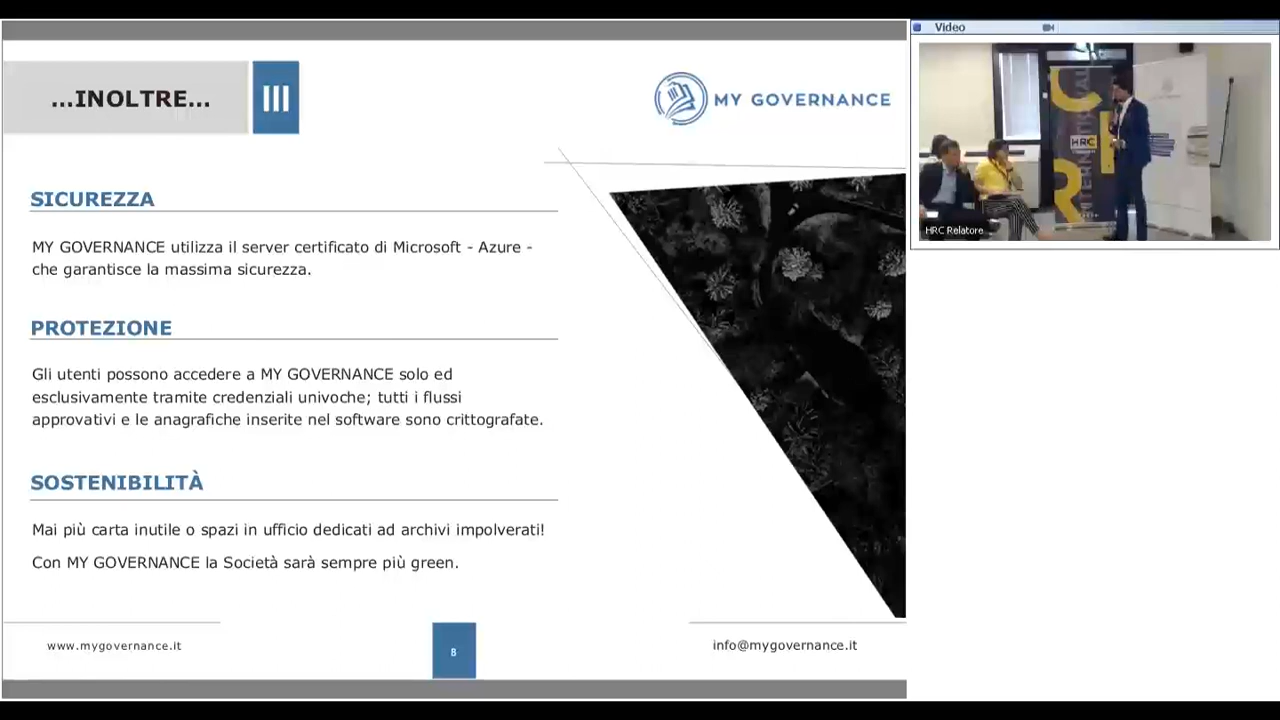 ...INOLTRE...
III
MY GOVERNANCE
SICUREZZA
MY GOVERNANCE utilizza il server certificato di Microsoft - Azure -
che garantisce la massima sicurezza.
PROTEZIONE
Gli utenti possono accedere a MY GOVERNANCE solo ed
esclusivamente tramite credenziali univoche; tutti i flussi
approvativi e le anagrafiche inserite nel software sono crittografate.
SOSTENIBILITÀ
Mai più carta inutile o spazi in ufficio dedicati ad archivi impolverati!
Con MY GOVERNANCE la Società sarà sempre più green.
www.mygovernance.it
8
info@mygovernance.it
Video
HRC
HRC Relatore